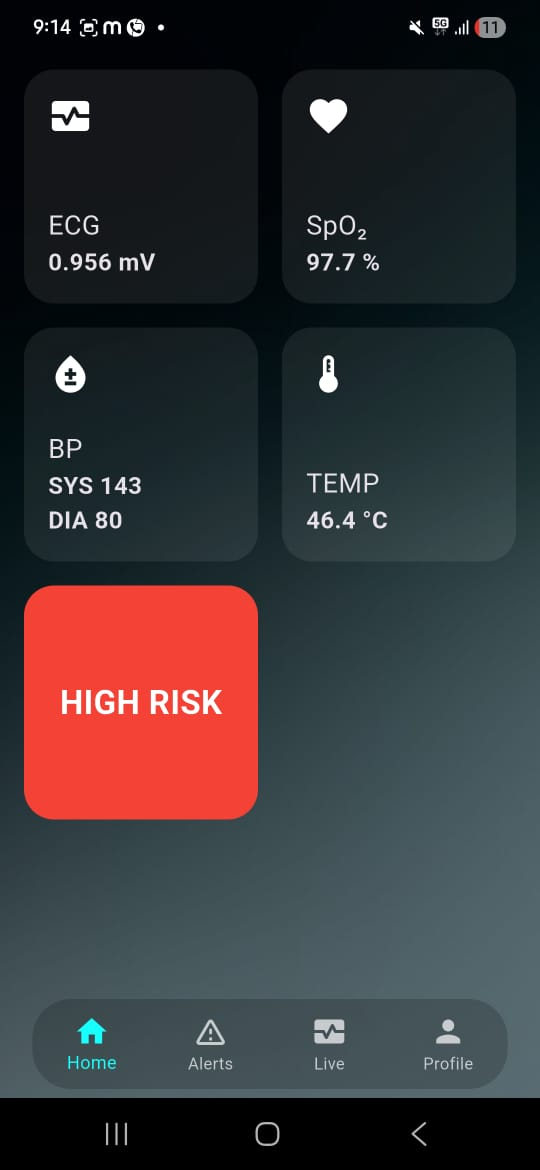 9:14
5G
11
ECG
0.956 mV
SpO₂
97.7 %
BP
SYS 143
DIA 80
TEMP
46.4 °C
HIGH RISK
Home
Alerts
Live
Profile